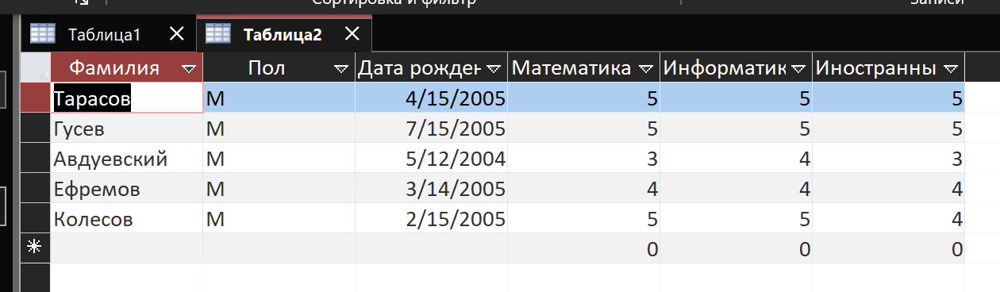 Сортировка и фильтр Записи
Таблица1 Таблица2
Фамилия Пол Дата рожден Математика Информатик Иностранны
Тарасов М 4/15/2005 5 5 5
Гусев М 7/15/2005 5 5 5
Авдуевский М 5/12/2004 3 4 3
Ефремов М 3/14/2005 4 4 4
Колесов М 2/15/2005 5 5 4
0 0 0